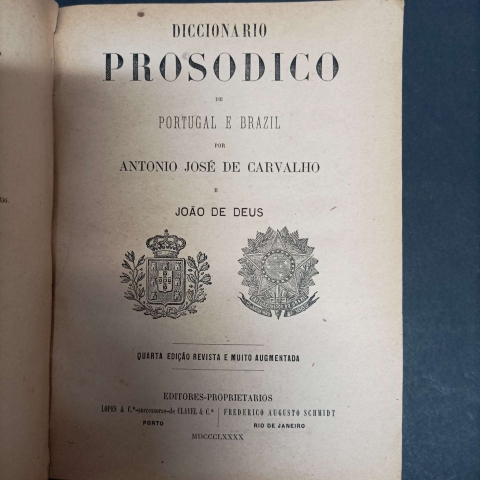 DICCIONARIO
PROSODICO
DE
PORTUGAL E BRAZIL
POR
ANTONIO JOSÉ DE CARVALHO
E
JOÃO DE DEUS
QUARTA EDIÇÃO REVISTA E MUITO AUGMENTADA
EDITORES-PROPRIETARIOS
LOPES & C.ª-successores-de CLAVEL & C.ª
PORTO
FREDERICO AUGUSTO SCHMIDT
RIO DE JANEIRO
MDCCCLXXXX